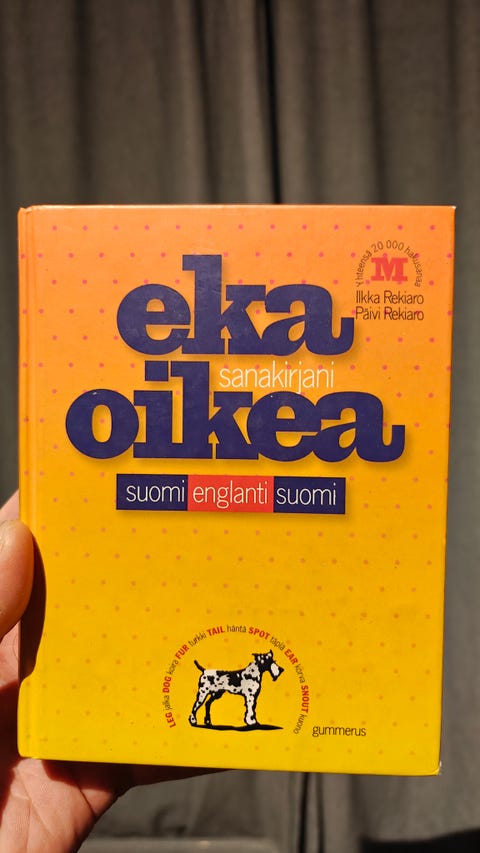 eka
Yhteensä 20 000 hakusanaa
M
Ilkka Rekiaro
Päivi Rekiaro
sanakirjani
oikea
suomi englanti suomi
LEG jalka DOG koira FUR turkki TAIL häntä SPOT täplä EAR korva SNOUT kuono
gummerus